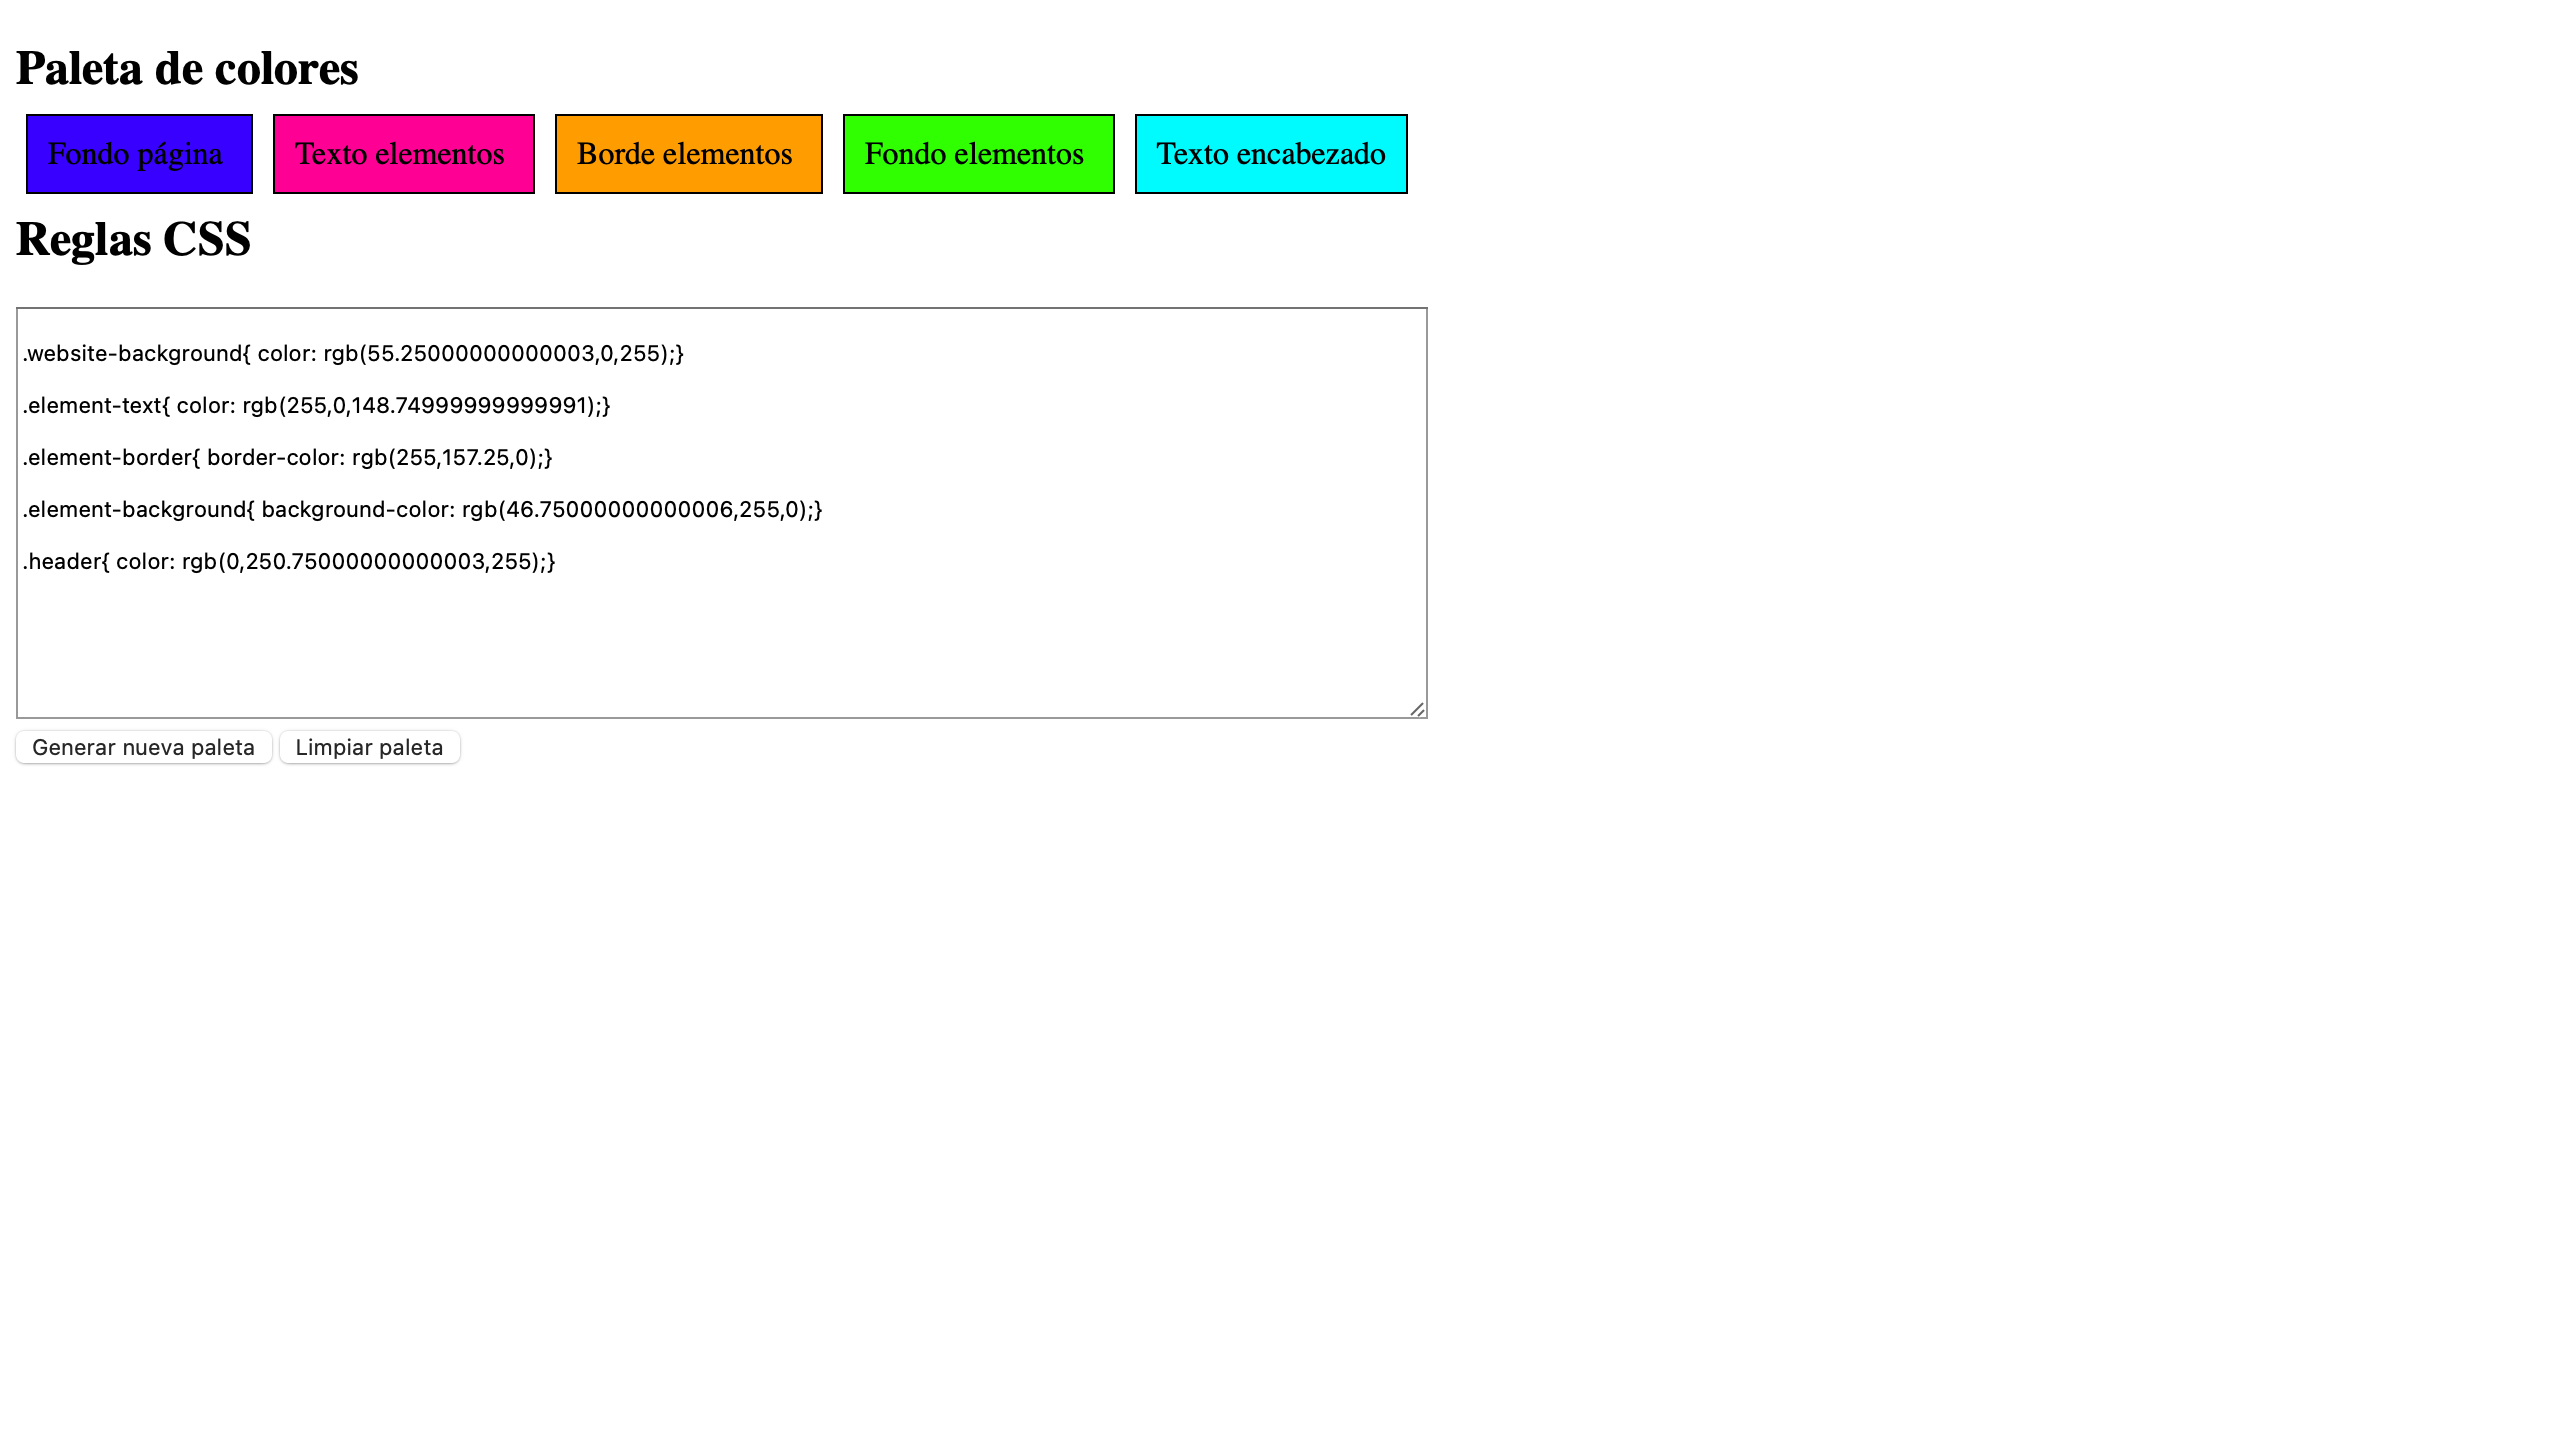 Paleta de colores
Fondo página Texto elementos Borde elementos Fondo elementos Texto encabezado
Reglas CSS
.website-background{ color: rgb(55.25000000000003,0,255);}
.element-text{ color: rgb(255,0,148.74999999999991);}
.element-border{ border-color: rgb(255,157.25,0);}
.element-background{ background-color: rgb(46.75000000000006,255,0);}
.header{ color: rgb(0,250.75000000000003,255);}
Generar nueva paleta Limpiar paleta